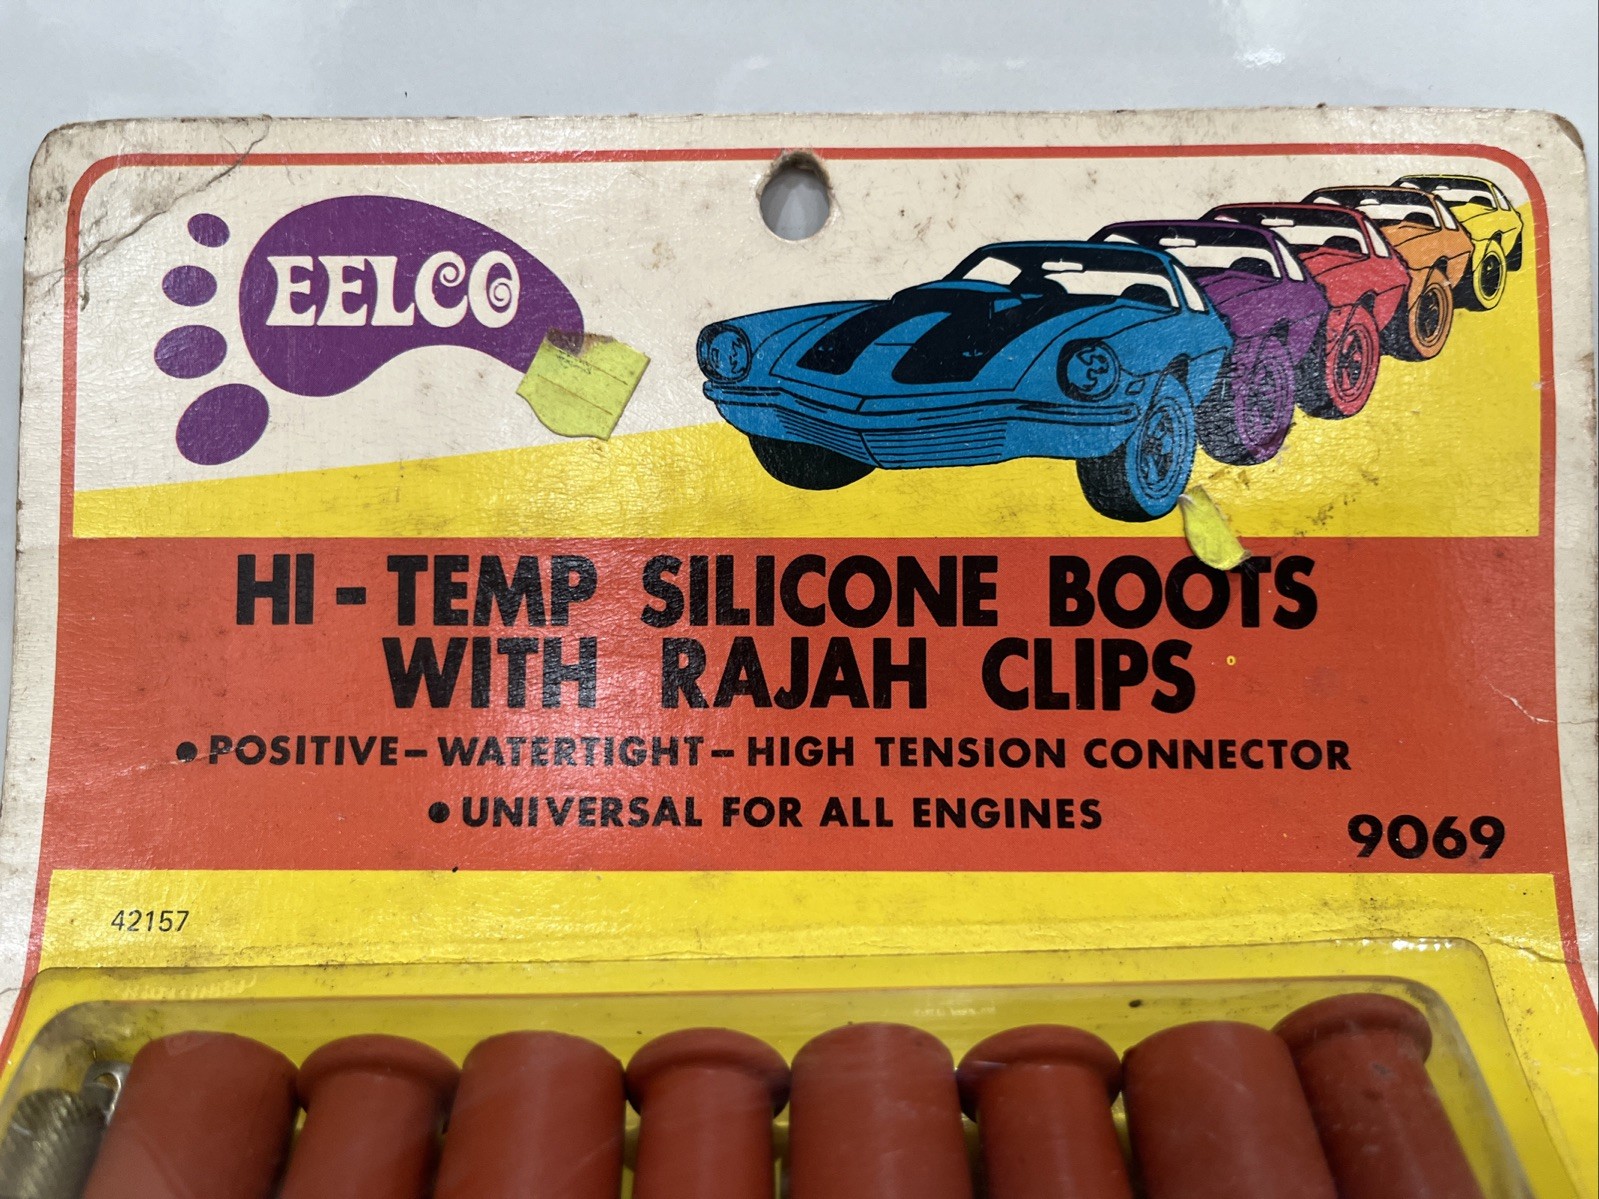 EELCO
HI-TEMP SILICONE BOOTS
WITH RAJAH CLIPS
• POSITIVE – WATERTIGHT – HIGH TENSION CONNECTOR
• UNIVERSAL FOR ALL ENGINES
9069
42157